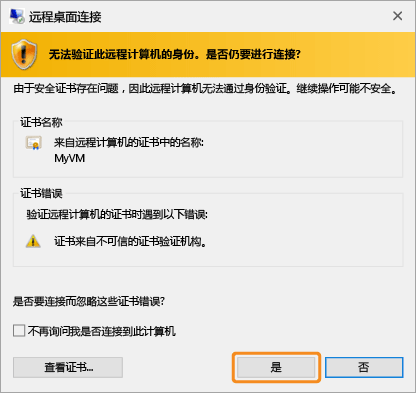 远程桌面连接
无法验证此远程计算机的身份。是否仍要进行连接?
由于安全证书存在问题，因此远程计算机无法通过身份验证。继续操作可能不安全。
证书名称
来自远程计算机的证书中的名称:
MyVM
证书错误
验证远程计算机的证书时遇到以下错误:
证书来自不可信的证书验证机构。
是否要连接而忽略这些证书错误?
不再询问我是否连接到此计算机
查看证书...
是
否